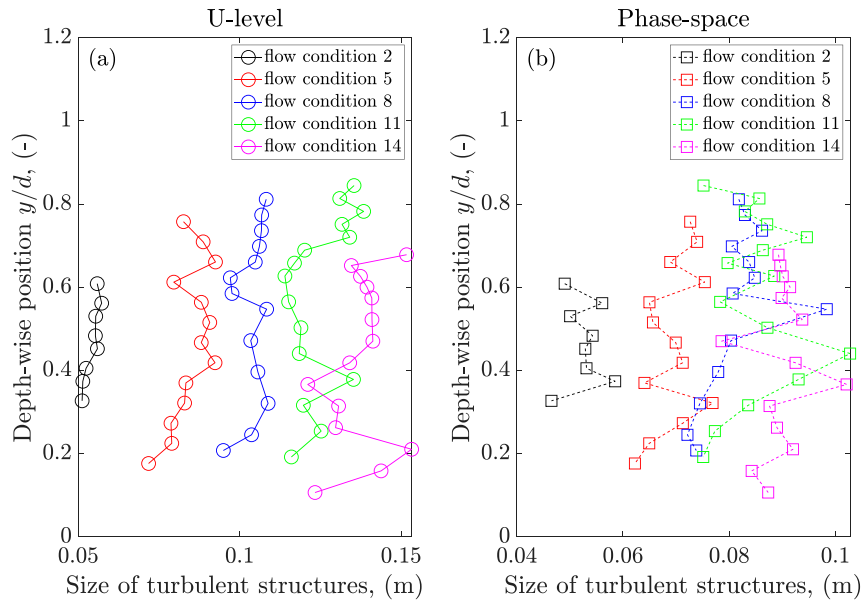 U-level
(a)
flow condition 2
flow condition 5
flow condition 8
flow condition 11
flow condition 14
1.2
1
0.8
0.6
0.4
0.2
0
Depth-wise position y/d, (-)
0.05
0.1
0.15
Size of turbulent structures, (m)
Phase-space
(b)
flow condition 2
flow condition 5
flow condition 8
flow condition 11
flow condition 14
1.2
1
0.8
0.6
0.4
0.2
0
Depth-wise position y/d, (-)
0.04
0.06
0.08
0.1
Size of turbulent structures, (m)